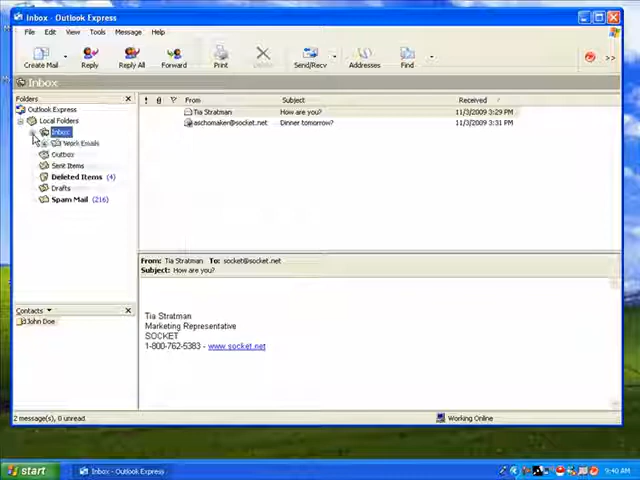 Inbox - Outlook Express
File Edit View Tools Message Help
Create Mail Reply Reply All Forward Print Delete Send/Recv Addresses Find
Inbox
Folders
Outlook Express
Local Folders
Inbox
Work Emails
Outbox
Sent Items
Deleted Items (4)
Drafts
Spam Mail (216)
Contacts
John Doe
! From Subject Received
Tia Stratman How are you? 11/3/2009 3:29 PM
aschomaker@socket.net Dinner tomorrow? 11/3/2009 3:31 PM
From: Tia Stratman To: socket@socket.net
Subject: How are you?
Tia Stratman
Marketing Representative
SOCKET
1-800-762-5383 - www.socket.net
2 message(s), 0 unread
Working Online
start
Inbox - Outlook Express
9:40 AM